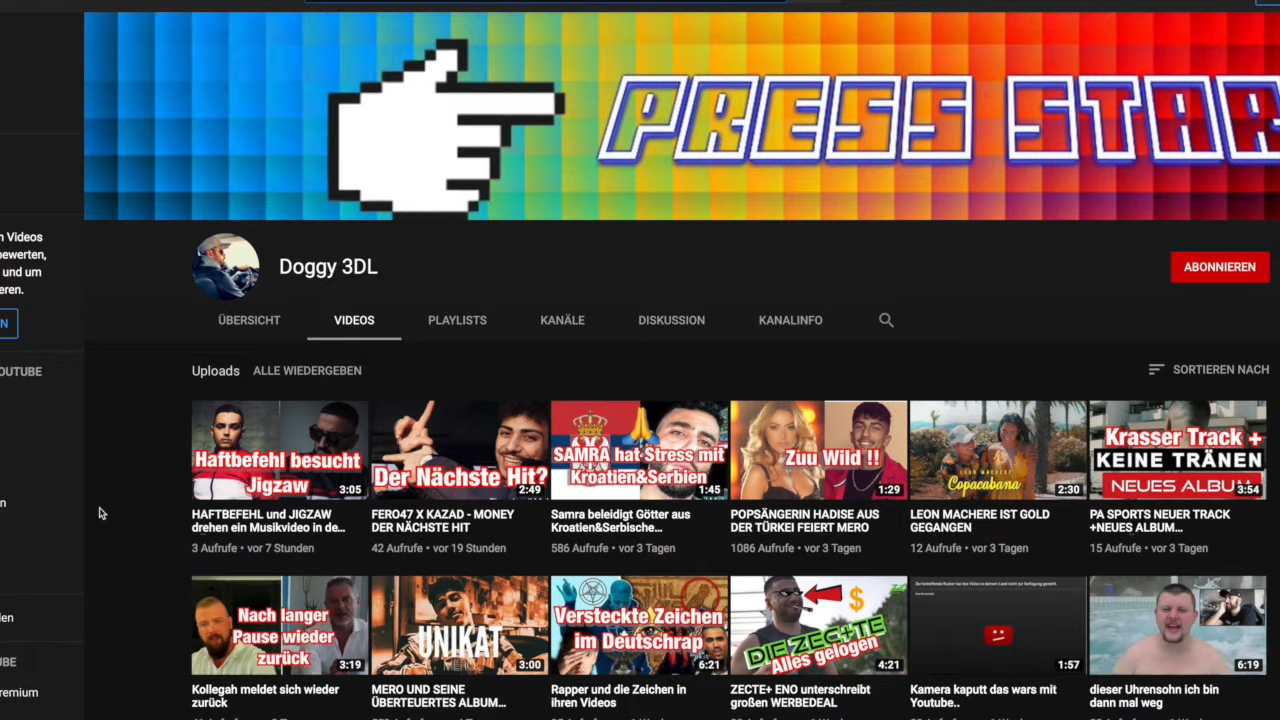 PRESS STAR
n Videos
bewerten,
und um
eren.
N
Doggy 3DL
ABONNIEREN
ÜBERSICHT VIDEOS PLAYLISTS KANÄLE DISKUSSION KANALINFO
OUTUBE
Uploads ALLE WIEDERGEBEN SORTIEREN NACH
Haftbefehl besucht
Jigzaw
3:05
Der Nächste Hit?
2:49
SAMRA hat Stress mit
Kroatien&Serbien
1:45
Zuu Wild !!
1:29
LEON MACHERE
Copacabana
2:30
Krasser Track +
KEINE TRÄNEN
NEUES ALBUM
3:54
n
HAFTBEFEHL und JIGZAW
drehen ein Musikvideo in de...
3 Aufrufe • vor 7 Stunden
FERO47 X KAZAD - MONEY
DER NÄCHSTE HIT
42 Aufrufe • vor 19 Stunden
Samra beleidigt Götter aus
Kroatien&Serbische...
586 Aufrufe • vor 3 Tagen
POPSÄNGERIN HADISE AUS
DER TÜRKEI FEIERT MERO
1086 Aufrufe • vor 3 Tagen
LEON MACHERE IST GOLD
GEGANGEN
12 Aufrufe • vor 3 Tagen
PA SPORTS NEUER TRACK
+NEUES ALBUM...
15 Aufrufe • vor 3 Tagen
den
UBE
remium
Nach langer
Pause wieder
zurück
3:19
UNIKAT
MERO
3:00
Versteckte Zeichen
im Deutschrap
6:21
$
DIE ZECTE
Alles gelogen
4:21
1:57
6:19
Kollegah meldet sich wieder
zurück
MERO UND SEINE
ÜBERTEUERTES ALBUM...
Rapper und die Zeichen in
ihren Videos
ZECTE+ ENO unterschreibt
großen WERBEDEAL
Kamera kaputt das wars mit
Youtube..
dieser Uhrensohn ich bin
dann mal weg